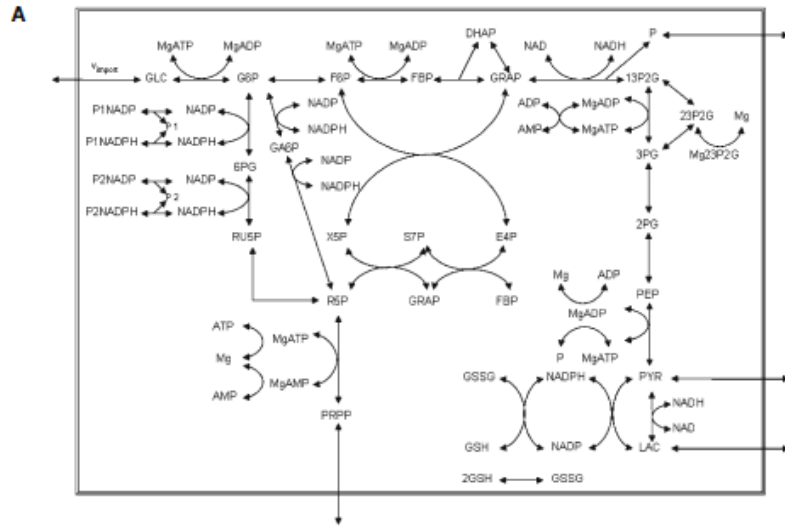 A
DHAP
P
MgATP
MgADP
MgATP
MgADP
NAD
NADH
Vimport
GLC
G6P
F6P
FBP
GRAP
13P2G
P1NADP
NADP
NADP
ADP
MgADP
23P2G
Mg
P1
NADPH
AMP
MgATP
P1NADPH
NADPH
GA6P
Mg23P2G
6PG
NADP
3PG
P2NADP
NADP
NADPH
P2
P2NADPH
NADPH
2PG
RU5P
X5P
S7P
E4P
Mg
ADP
R5P
GRAP
FBP
PEP
MgADP
ATP
MgATP
P
MgATP
Mg
GSSG
NADPH
PYR
MgAMP
NADH
AMP
PRPP
NAD
GSH
NADP
LAC
2GSH
GSSG